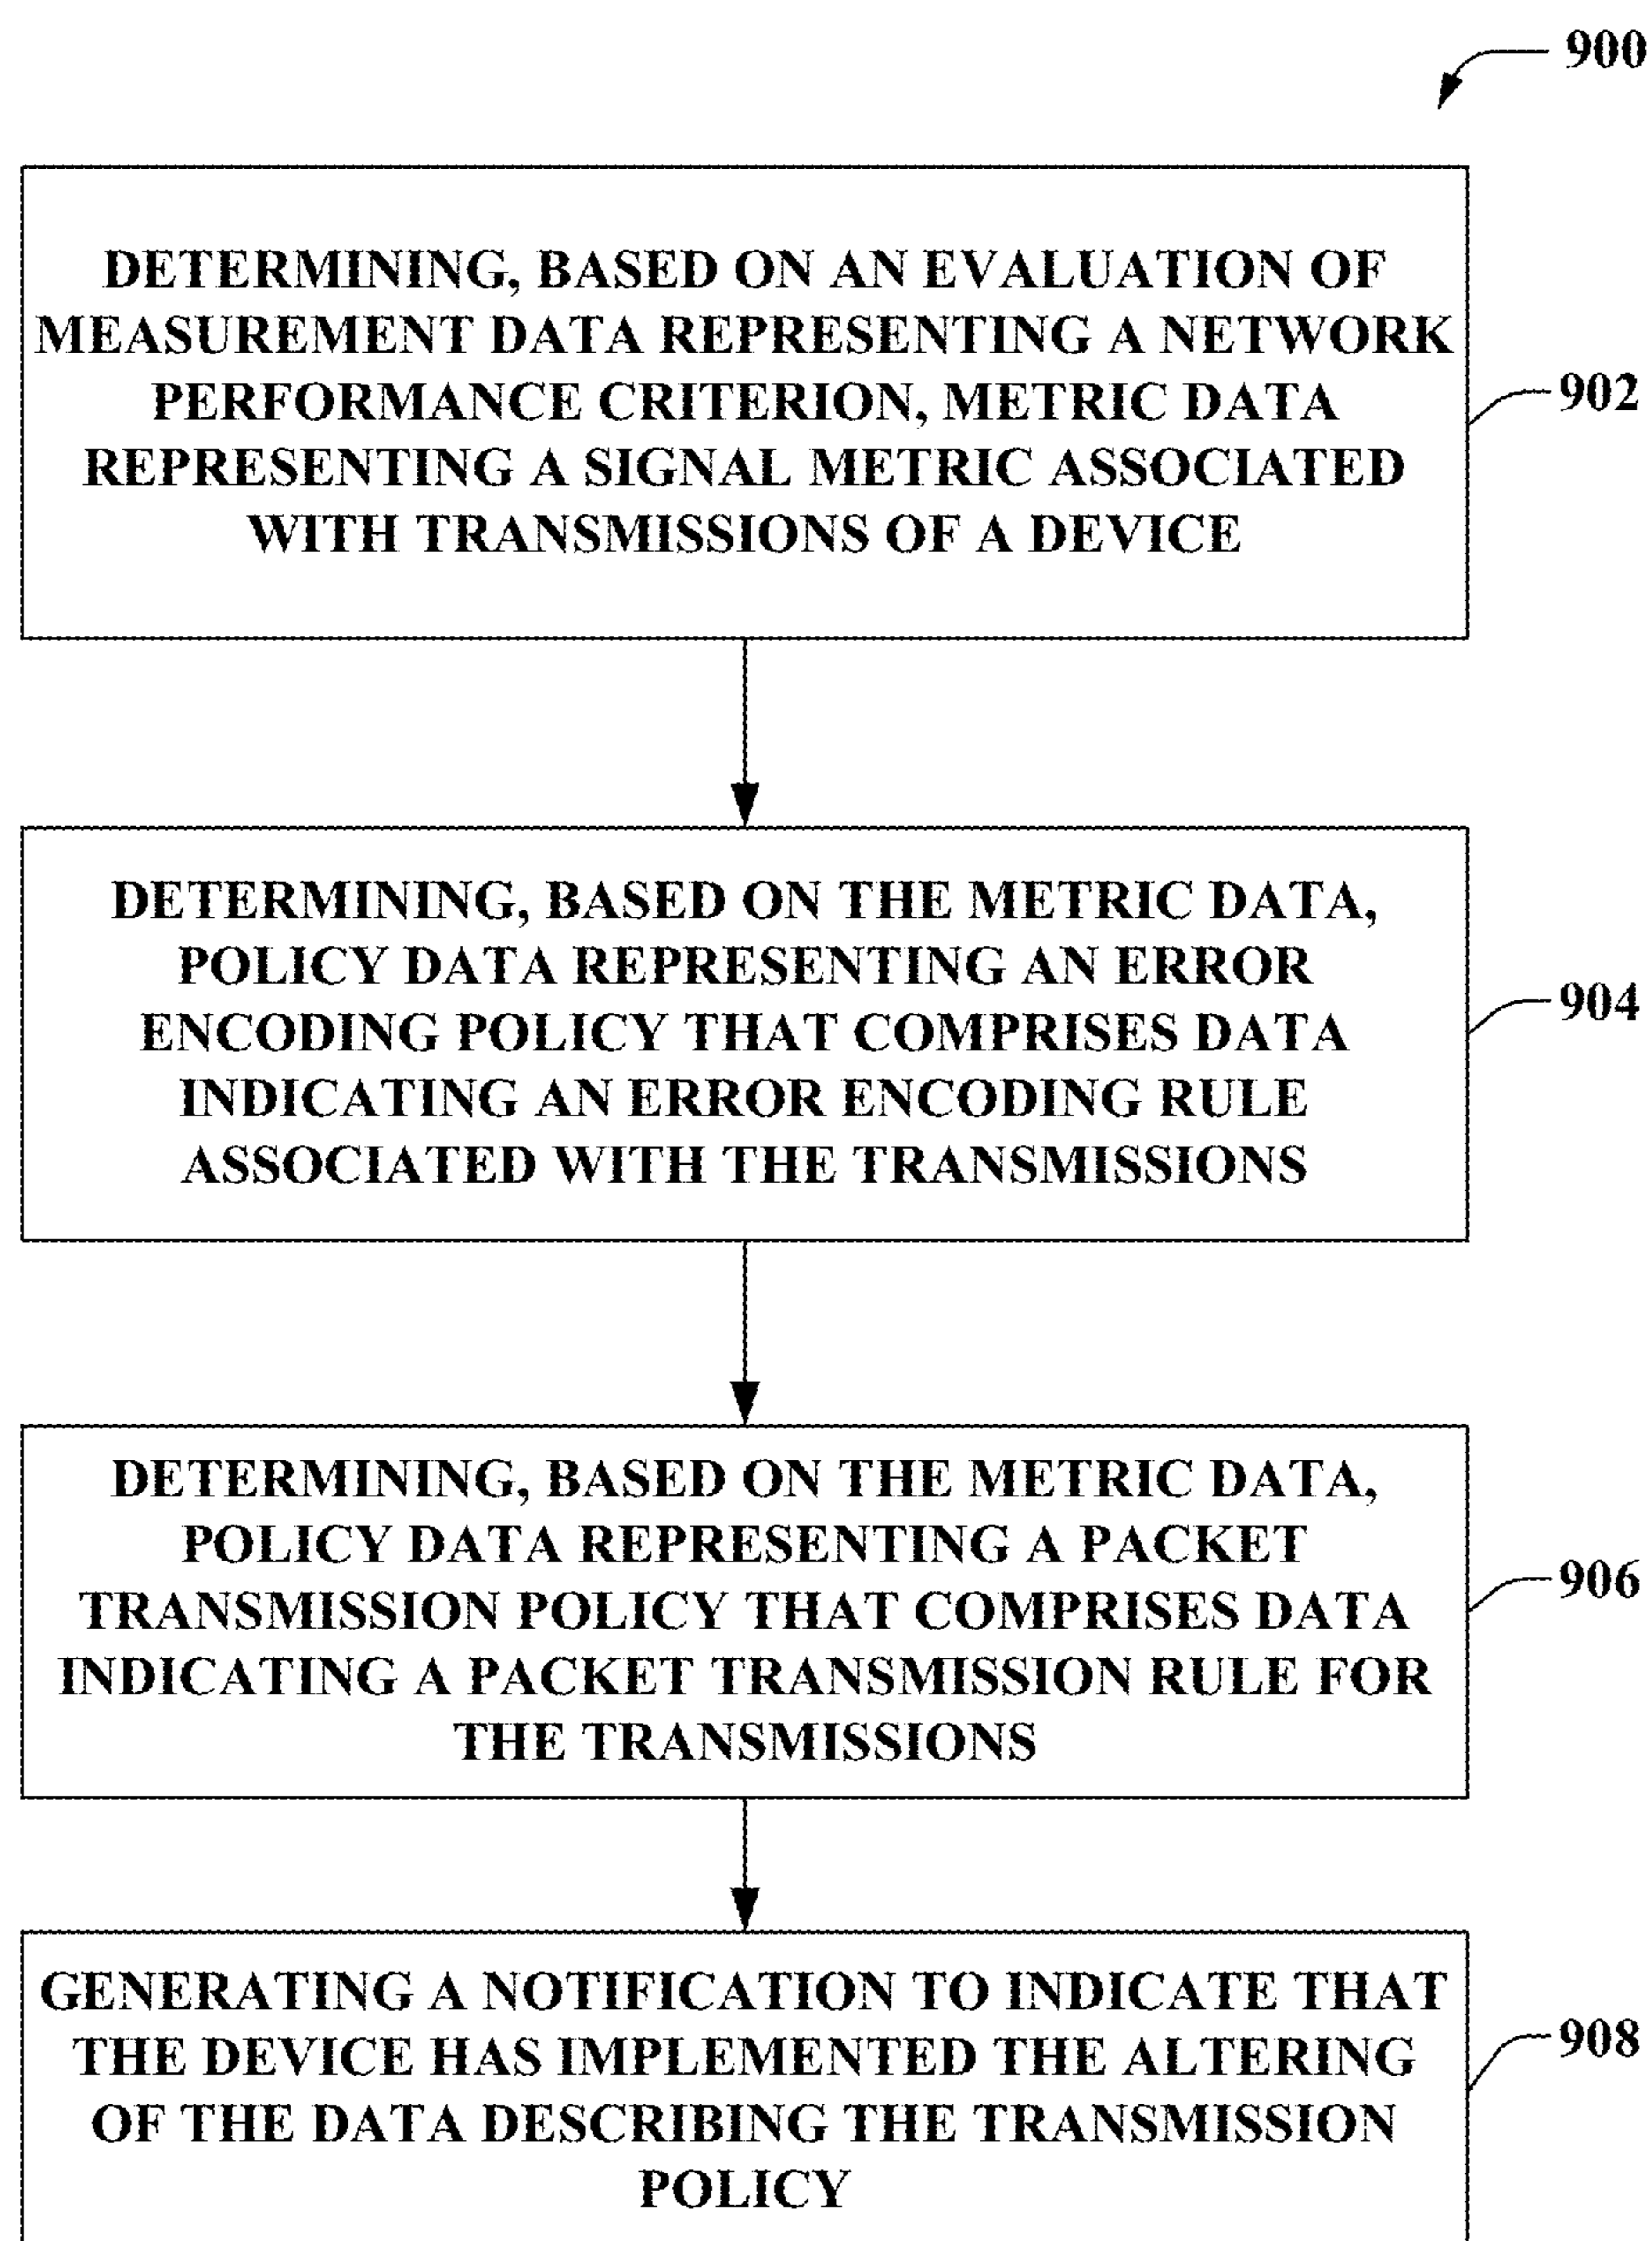 900
DETERMINING, BASED ON AN EVALUATION OF
MEASUREMENT DATA REPRESENTING A NETWORK
PERFORMANCE CRITERION, METRIC DATA
REPRESENTING A SIGNAL METRIC ASSOCIATED
WITH TRANSMISSIONS OF A DEVICE
902
DETERMINING, BASED ON THE METRIC DATA,
POLICY DATA REPRESENTING AN ERROR
ENCODING POLICY THAT COMPRISES DATA
INDICATING AN ERROR ENCODING RULE
ASSOCIATED WITH THE TRANSMISSIONS
904
DETERMINING, BASED ON THE METRIC DATA,
POLICY DATA REPRESENTING A PACKET
TRANSMISSION POLICY THAT COMPRISES DATA
INDICATING A PACKET TRANSMISSION RULE FOR
THE TRANSMISSIONS
906
GENERATING A NOTIFICATION TO INDICATE THAT
THE DEVICE HAS IMPLEMENTED THE ALTERING
OF THE DATA DESCRIBING THE TRANSMISSION
POLICY
908